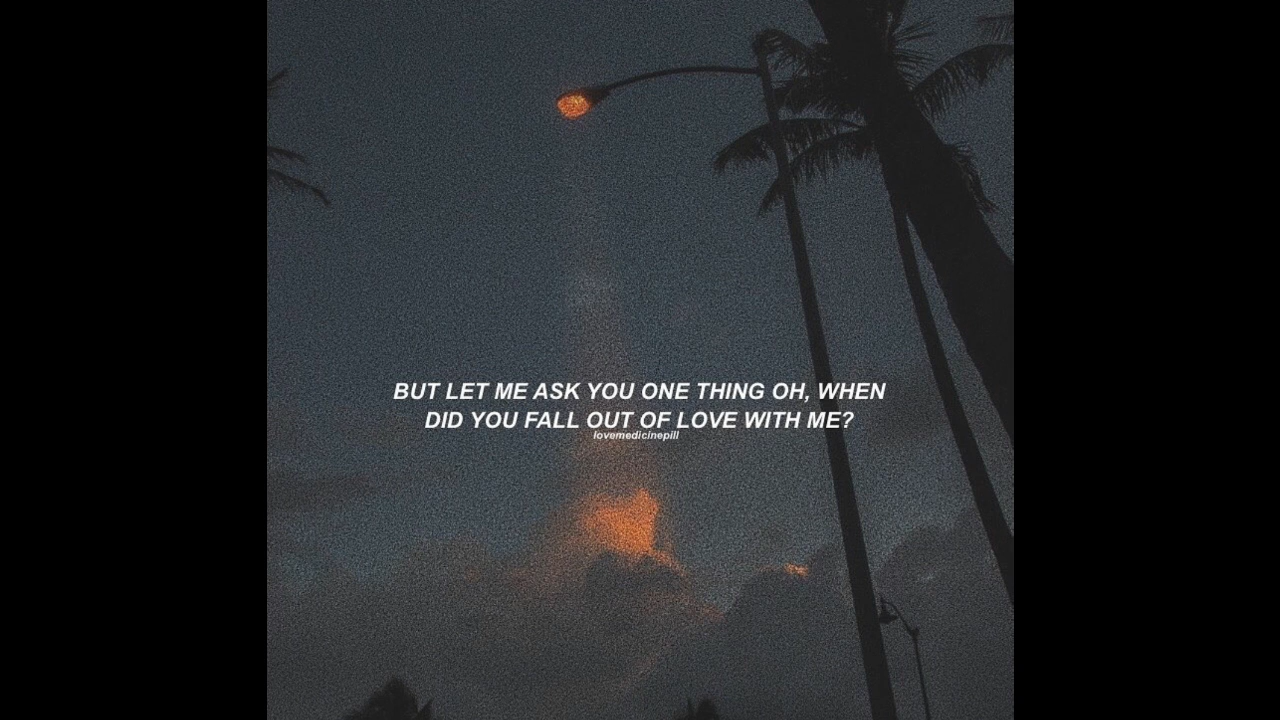 BUT LET ME ASK YOU ONE THING OH, WHEN
DID YOU FALL OUT OF LOVE WITH ME?
lovemedicinepill